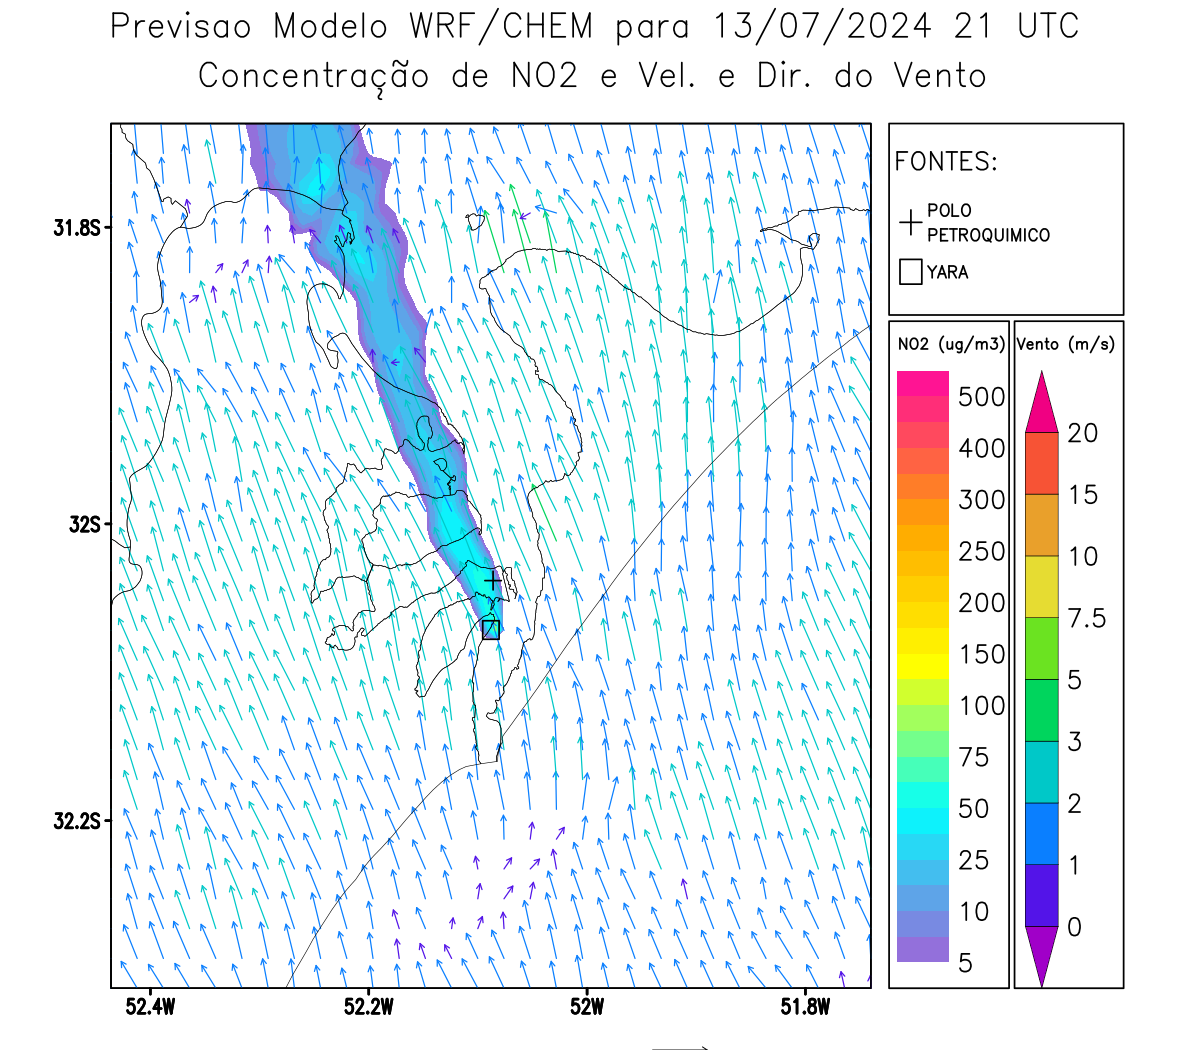 Previsao Modelo WRF/CHEM para 13/07/2024 21 UTC
Concentração de NO2 e Vel. e Dir. do Vento
FONTES:
POLO
PETROQUIMICO
YARA
NO2 (ug/m3)
500
400
300
250
200
150
100
75
50
25
10
5
Vento (m/s)
20
15
10
7.5
5
3
2
1
0
31.8S
32S
32.2S
52.4W
52.2W
52W
51.8W